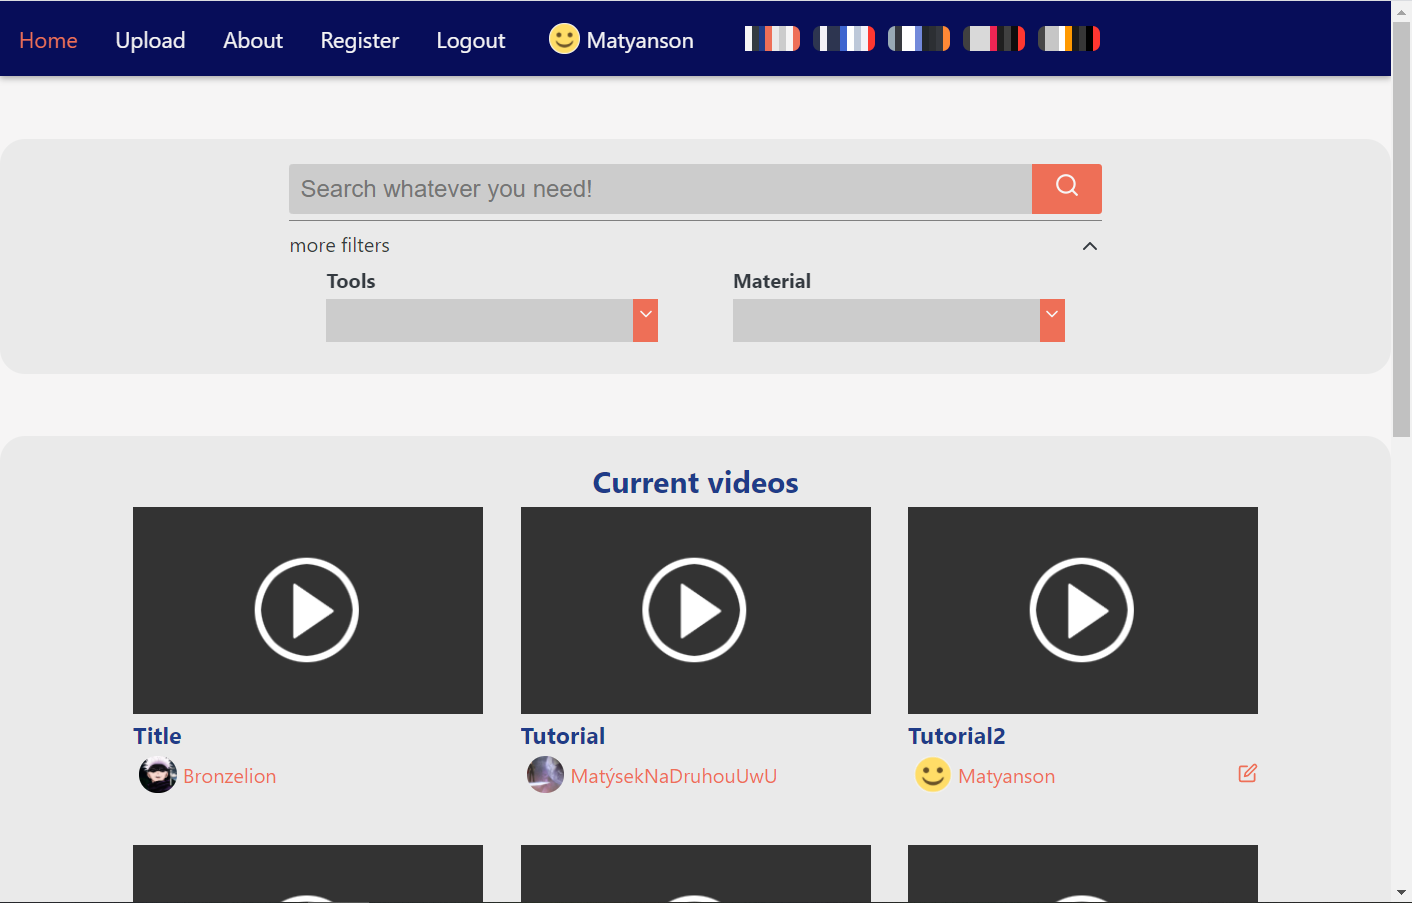 Home Upload About Register Logout Matyanson
Search whatever you need!
more filters
Tools Material
Current videos
Title Tutorial Tutorial2
Bronzelion MatýsekNaDruhouUwU Matyanson